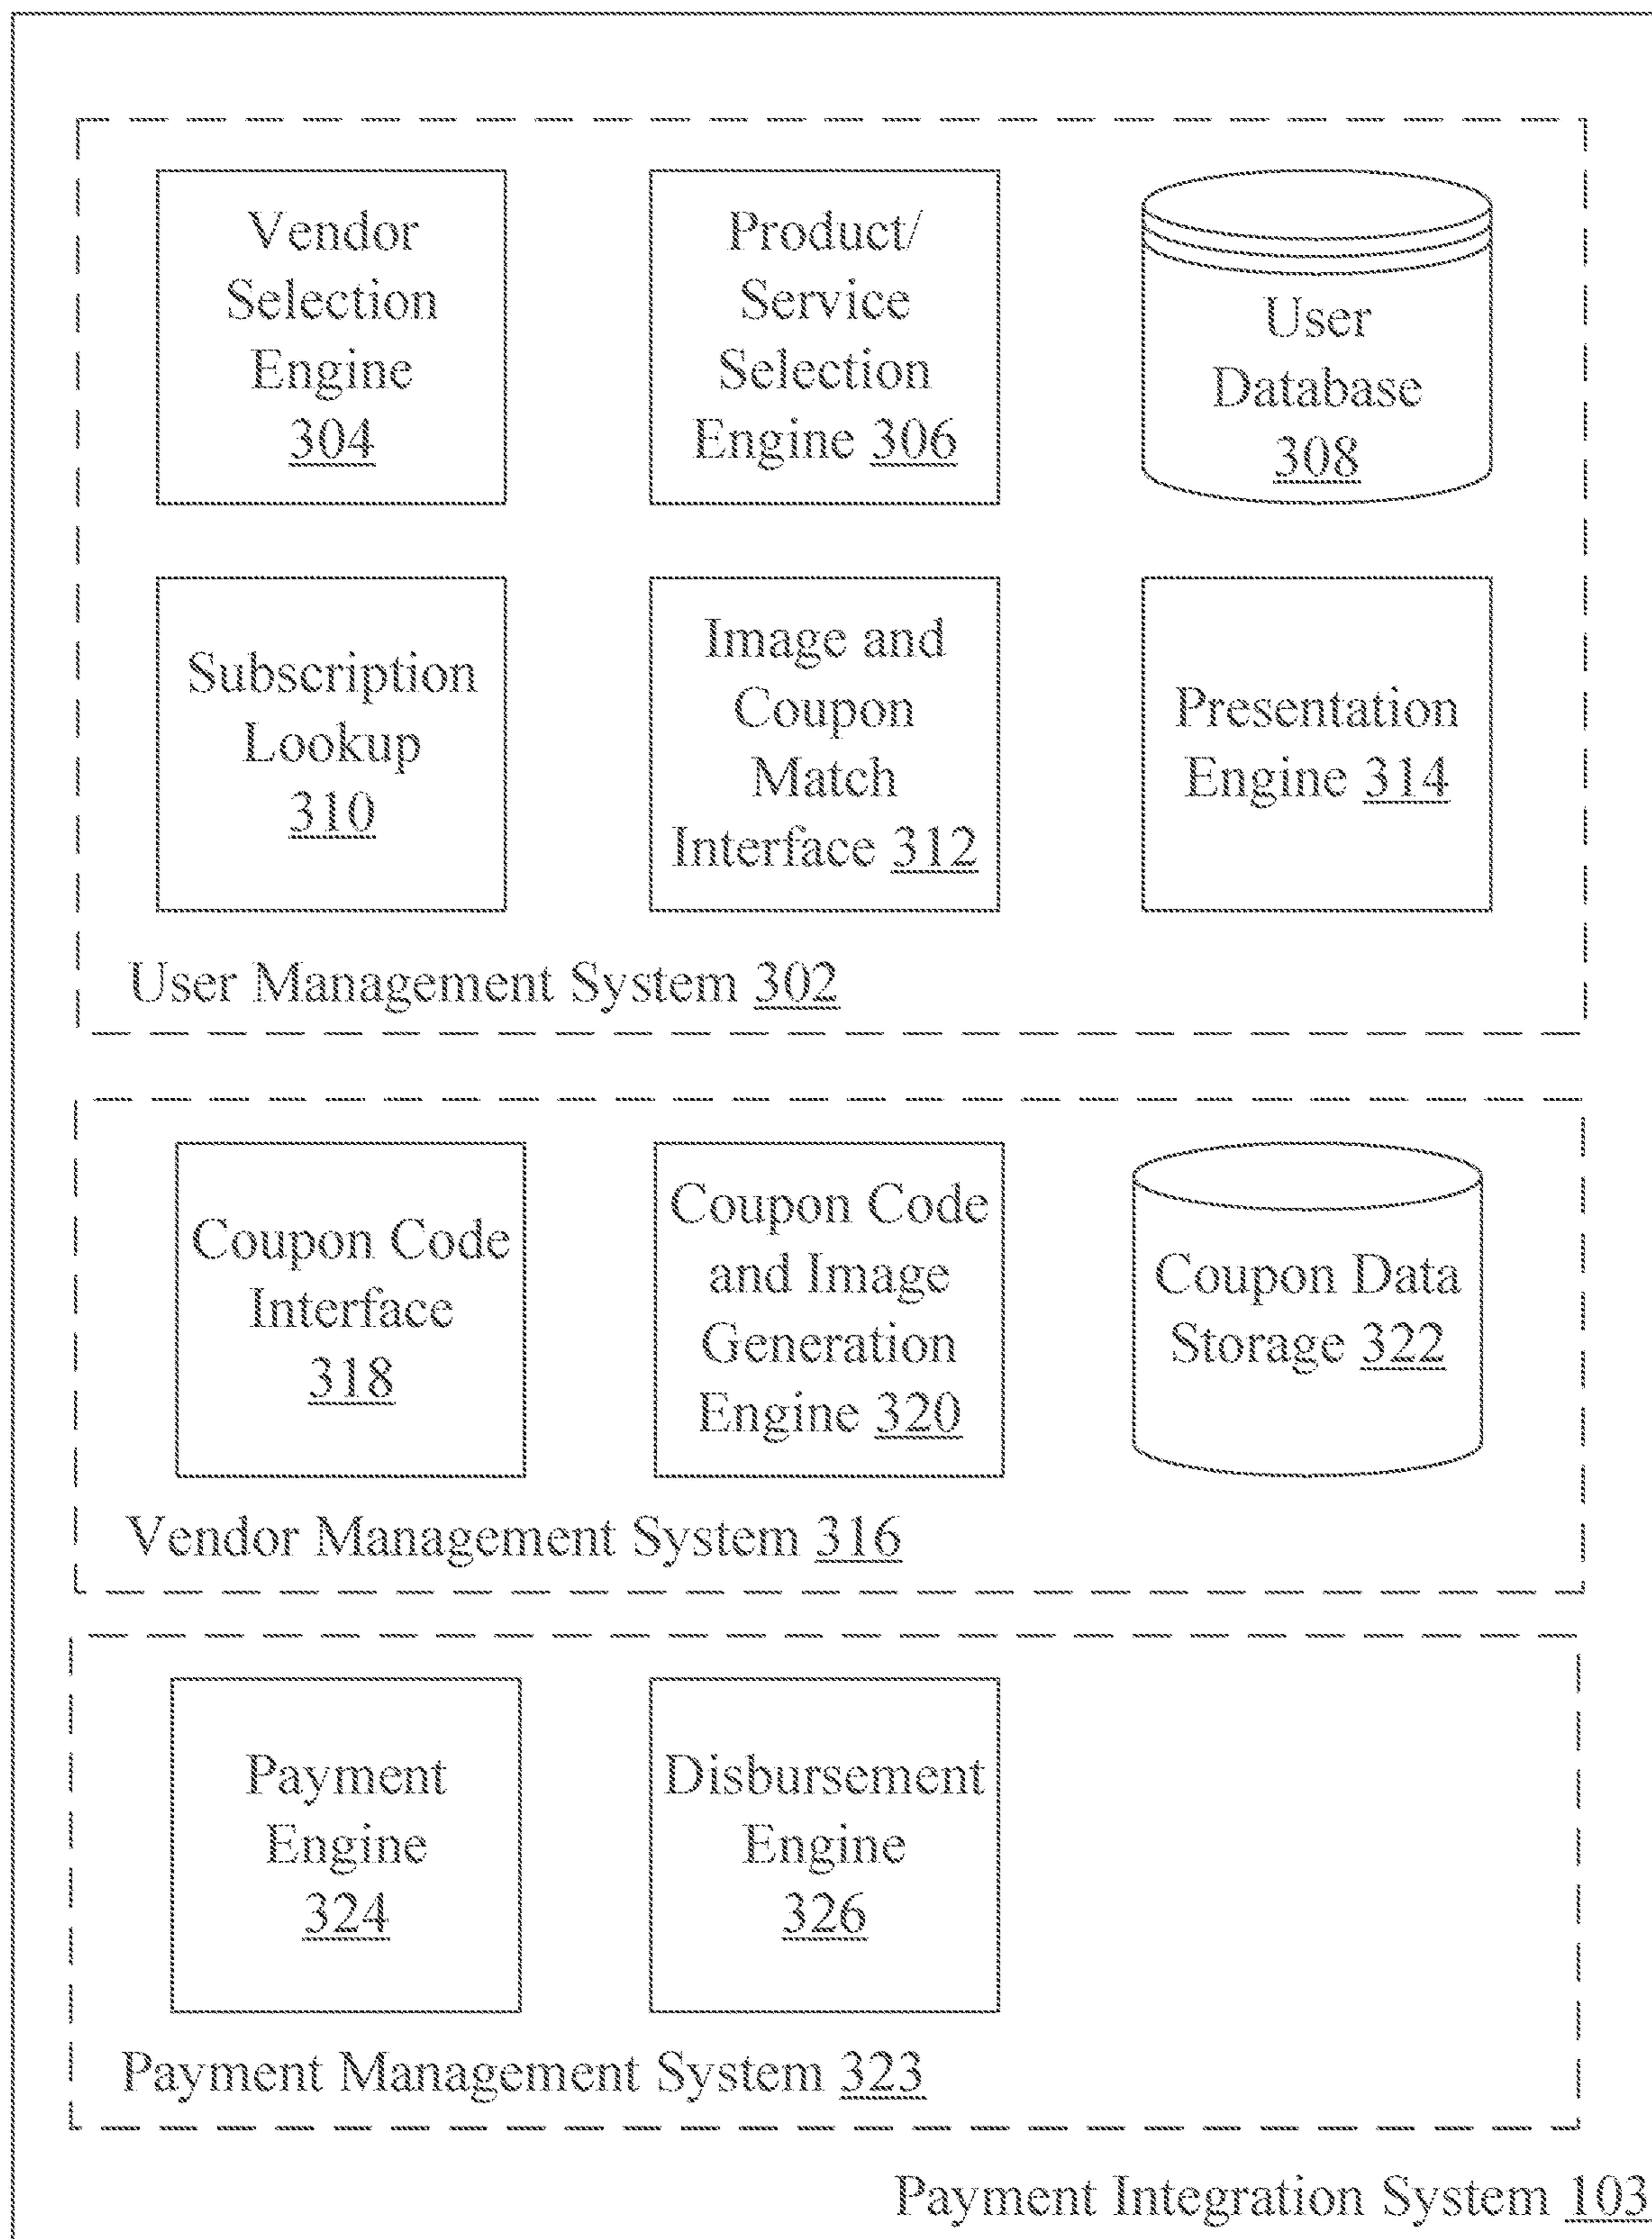 Vendor
Selection
Engine
304
Product/
Service
Selection
Engine 306
User
Database
308
Subscription
Lookup
310
Image and
Coupon
Match
Interface 312
Presentation
Engine 314
User Management System 302
Coupon Code
Interface
318
Coupon Code
and Image
Generation
Engine 320
Coupon Data
Storage 322
Vendor Management System 316
Payment
Engine
324
Disbursement
Engine
326
Payment Management System 323
Payment Integration System 103